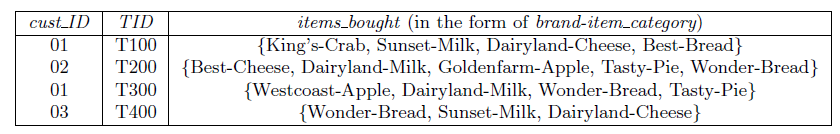 cust_ID TID items_bought (in the form of brand-item_category)
01 T100 {King's-Crab, Sunset-Milk, Dairyland-Cheese, Best-Bread}
02 T200 {Best-Cheese, Dairyland-Milk, Goldenfarm-Apple, Tasty-Pie, Wonder-Bread}
01 T300 {Westcoast-Apple, Dairyland-Milk, Wonder-Bread, Tasty-Pie}
03 T400 {Wonder-Bread, Sunset-Milk, Dairyland-Cheese}